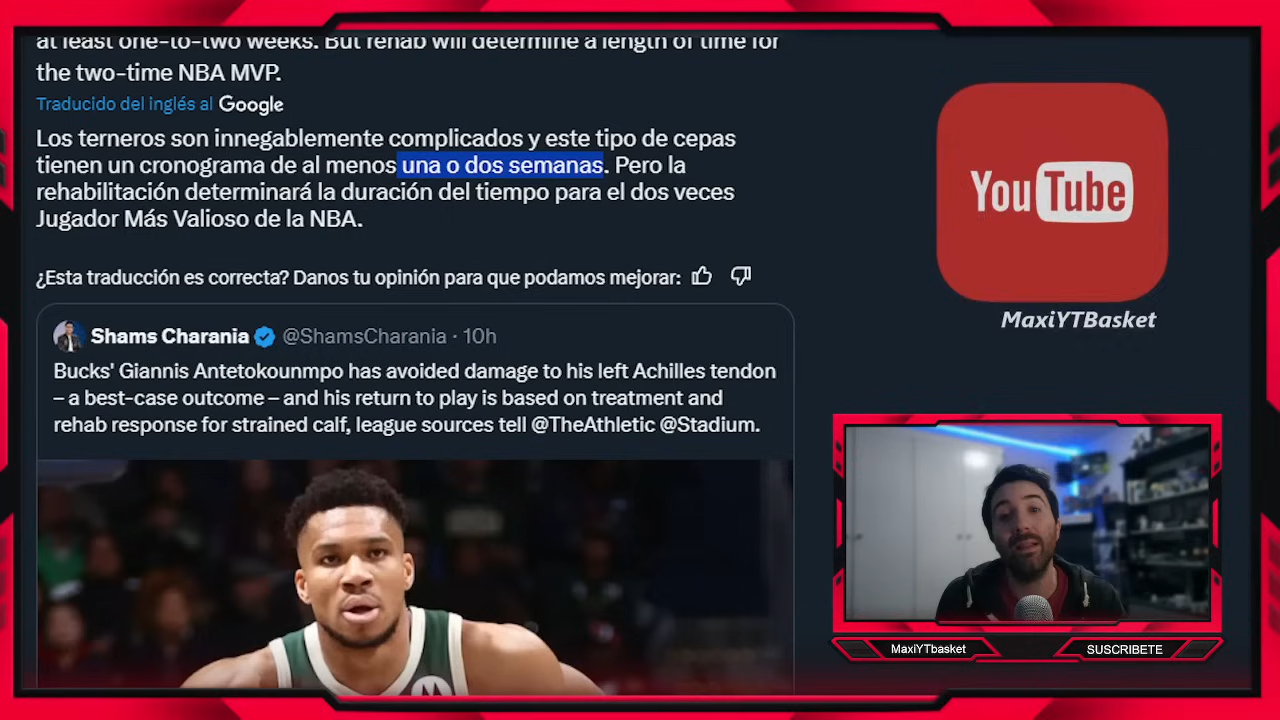 at least one-to-two weeks. But rehab will determine a length of time for
the two-time NBA MVP.
Traducido del inglés al Google
Los terneros son innegablemente complicados y este tipo de cepas
tienen un cronograma de al menos una o dos semanas. Pero la
rehabilitación determinará la duración del tiempo para el dos veces
Jugador Más Valioso de la NBA.
¿Esta traducción es correcta? Danos tu opinión para que podamos mejorar:
Shams Charania @ShamsCharania · 10h
Bucks' Giannis Antetokounmpo has avoided damage to his left Achilles tendon
– a best-case outcome – and his return to play is based on treatment and
rehab response for strained calf, league sources tell @TheAthletic @Stadium.
YouTube
MaxiYTBasket
MaxiYTbasket
SUSCRIBETE